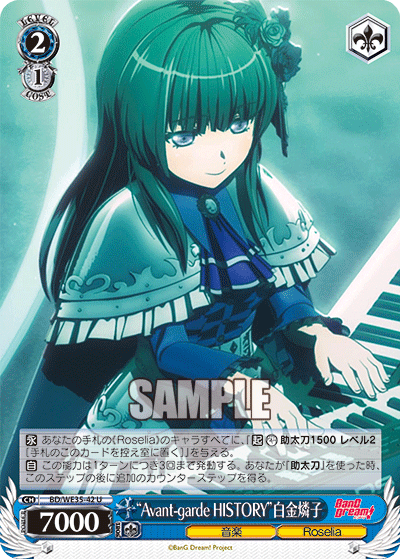 LEVEL
2
1
COST
SAMPLE
永 あなたの手札の《Roselia》のキャラすべてに、『起 助太刀1500 レベル2
［手札のこのカードを控え室に置く］』を与える。
自 この能力は1ターンにつき3回まで発動する。あなたが「助太刀」を使った時、
このステップの後に追加のカウンターステップを得る。
CH BD/WE35-42 U
7000
“Avant-garde HISTORY”白金燐子
BanG Dream!
音楽
Roselia
©BanG Dream! Project